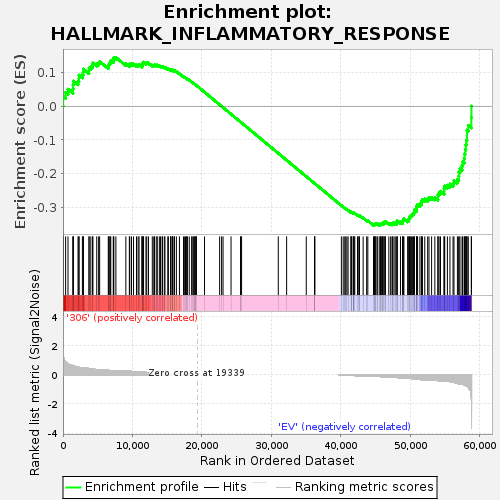 Enrichment plot:
HALLMARK_INFLAMMATORY_RESPONSE
Enrichment score (ES)
0.1
0.0
-0.1
-0.2
-0.3
'306' (positively correlated)
Ranked list metric (Signal2Noise)
4
2
0
-2
-4
Zero cross at 19339
'EV' (negatively correlated)
0
10,000
20,000
30,000
40,000
50,000
60,000
Rank in Ordered Dataset
Enrichment profile
Hits
Ranking metric scores